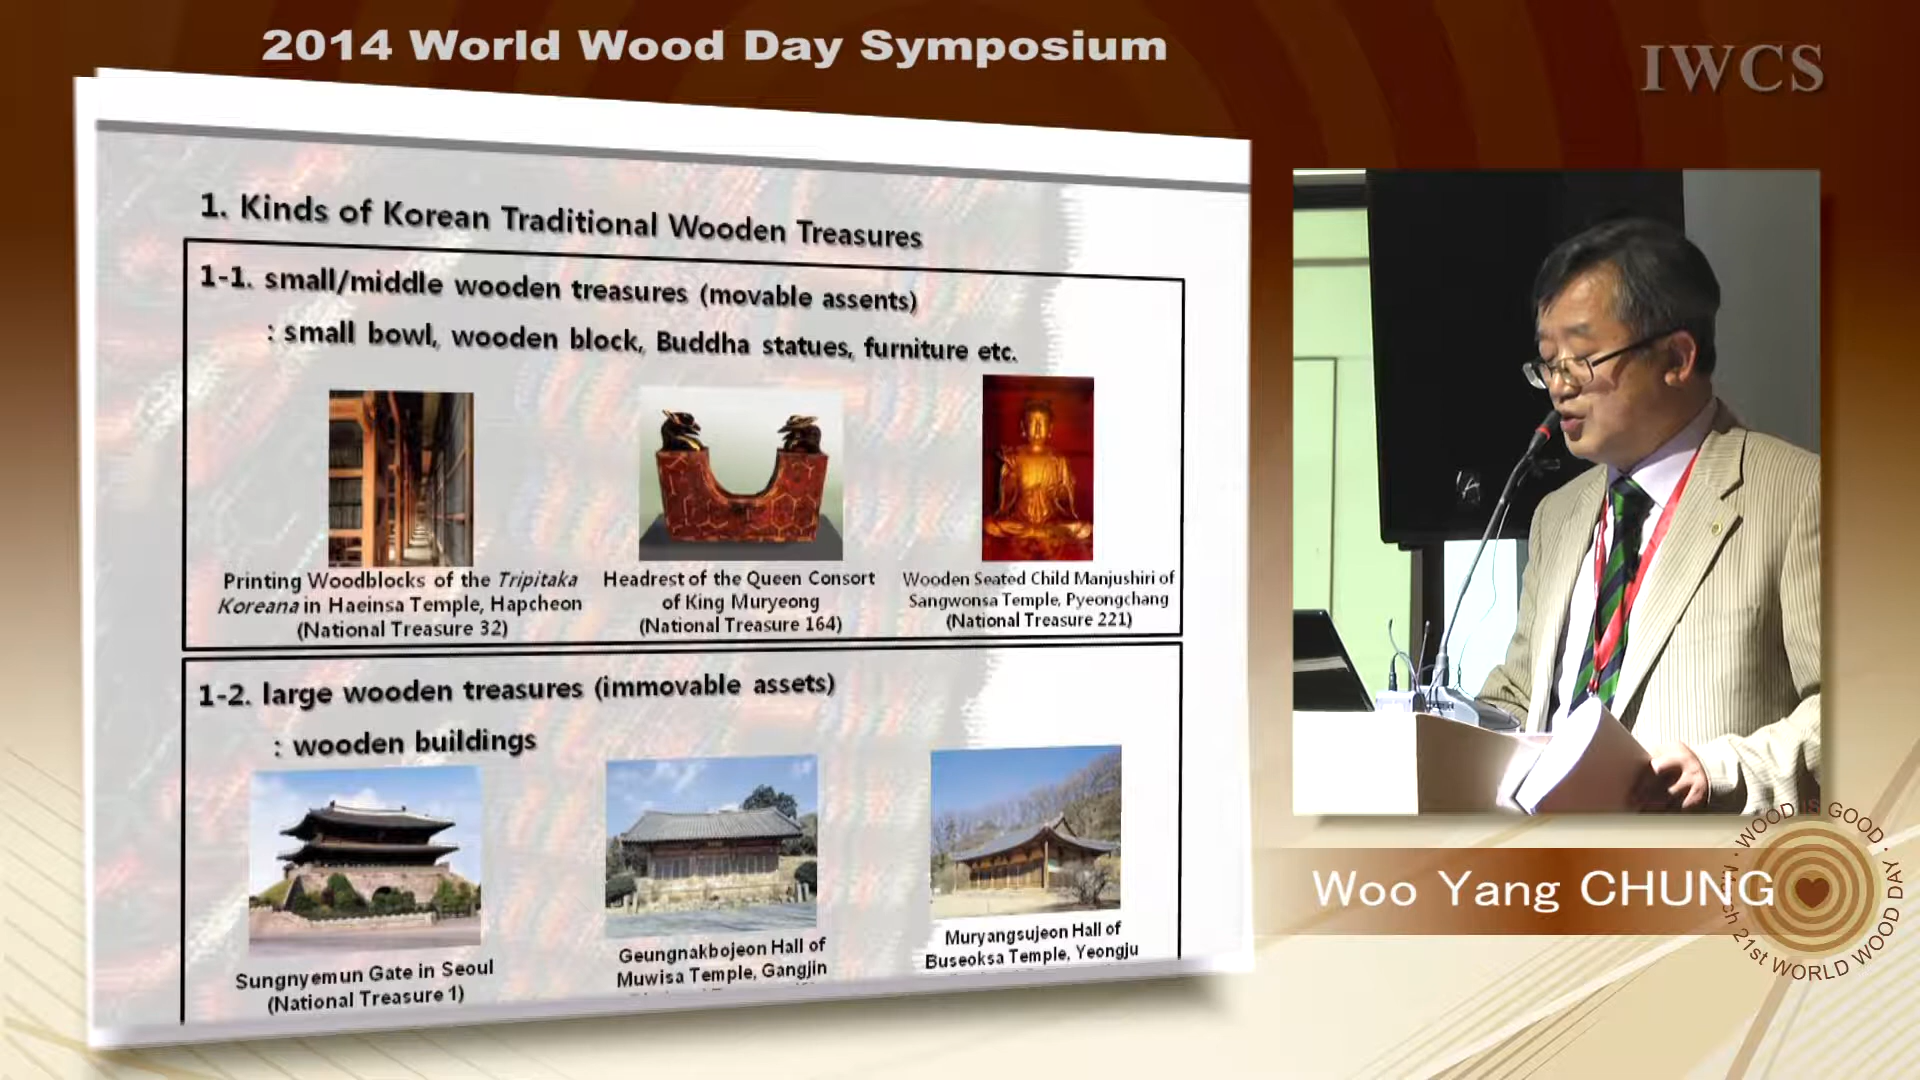 2014 World Wood Day Symposium
IWCS
1. Kinds of Korean Traditional Wooden Treasures
1-1. small/middle wooden treasures (movable assents)
: small bowl, wooden block, Buddha statues, furniture etc.
Printing Woodblocks of the Tripitaka
Koreana in Haeinsa Temple, Hapcheon
(National Treasure 32)
Headrest of the Queen Consort
of King Muryeong
(National Treasure 164)
Wooden Seated Child Manjushiri of
Sangwonsa Temple, Pyeongchang
(National Treasure 221)
1-2. large wooden treasures (immovable assets)
: wooden buildings
Sungnyemun Gate in Seoul
(National Treasure 1)
Geungnakbojeon Hall of
Muwisa Temple, Gangjin
Muryangsujeon Hall of
Buseoksa Temple, Yeongju
Woo Yang CHUNG
· WOOD IS GOOD ·
March 21st WORLD WOOD DAY